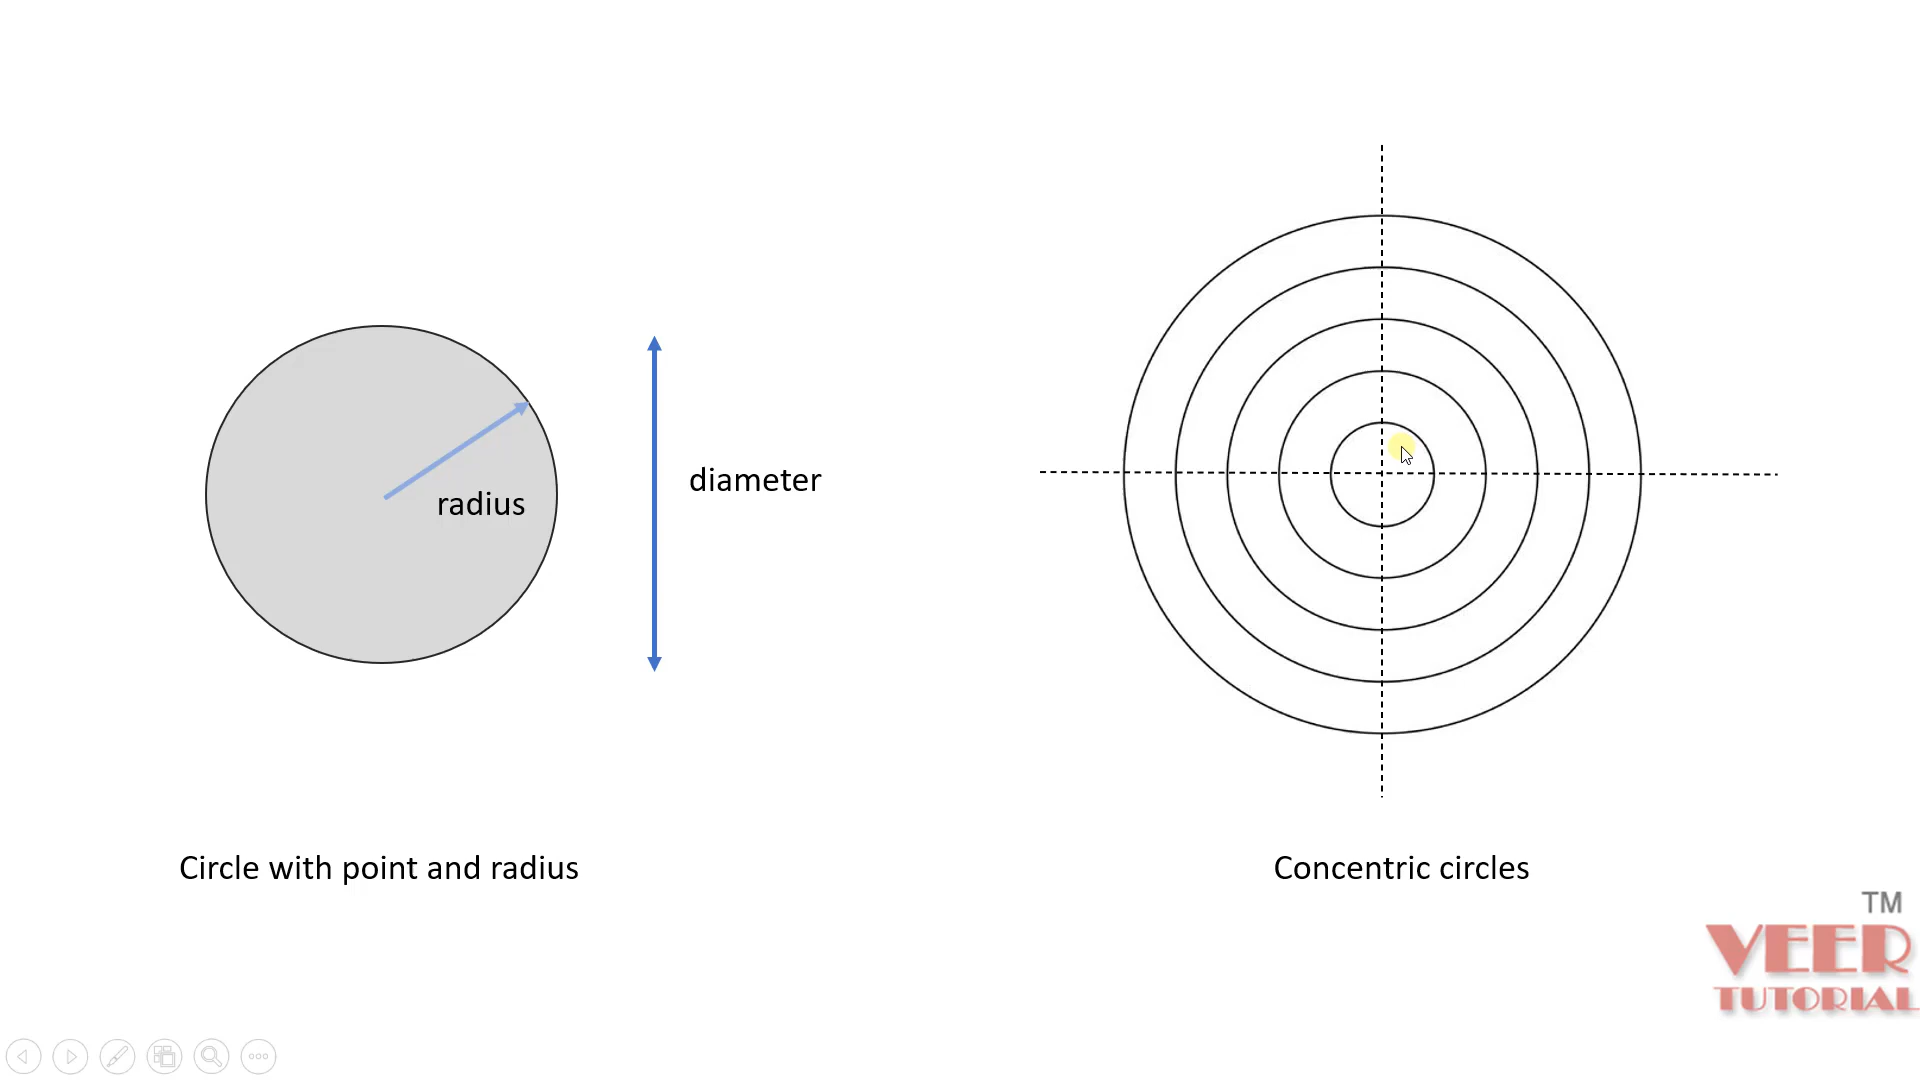 radius
diameter
Circle with point and radius
Concentric circles
TM
VEER
TUTORIAL